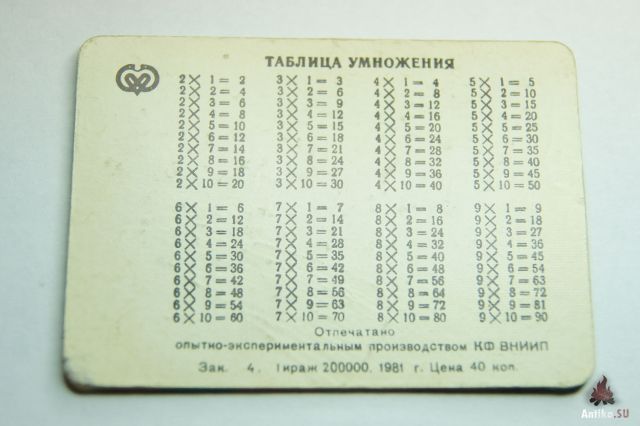 ТАБЛИЦА УМНОЖЕНИЯ
2 × 1 = 2 3 × 1 = 3 4 × 1 = 4 5 × 1 = 5
2 × 2 = 4 3 × 2 = 6 4 × 2 = 8 5 × 2 = 10
2 × 3 = 6 3 × 3 = 9 4 × 3 = 12 5 × 3 = 15
2 × 4 = 8 3 × 4 = 12 4 × 4 = 16 5 × 4 = 20
2 × 5 = 10 3 × 5 = 15 4 × 5 = 20 5 × 5 = 25
2 × 6 = 12 3 × 6 = 18 4 × 6 = 24 5 × 6 = 30
2 × 7 = 14 3 × 7 = 21 4 × 7 = 28 5 × 7 = 35
2 × 8 = 16 3 × 8 = 24 4 × 8 = 32 5 × 8 = 40
2 × 9 = 18 3 × 9 = 27 4 × 9 = 36 5 × 9 = 45
2 × 10 = 20 3 × 10 = 30 4 × 10 = 40 5 × 10 = 50
6 × 1 = 6 7 × 1 = 7 8 × 1 = 8 9 × 1 = 9
6 × 2 = 12 7 × 2 = 14 8 × 2 = 16 9 × 2 = 18
6 × 3 = 18 7 × 3 = 21 8 × 3 = 24 9 × 3 = 27
6 × 4 = 24 7 × 4 = 28 8 × 4 = 32 9 × 4 = 36
6 × 5 = 30 7 × 5 = 35 8 × 5 = 40 9 × 5 = 45
6 × 6 = 36 7 × 6 = 42 8 × 6 = 48 9 × 6 = 54
6 × 7 = 42 7 × 7 = 49 8 × 7 = 56 9 × 7 = 63
6 × 8 = 48 7 × 8 = 56 8 × 8 = 64 9 × 8 = 72
6 × 9 = 54 7 × 9 = 63 8 × 9 = 72 9 × 9 = 81
6 × 10 = 60 7 × 10 = 70 8 × 10 = 80 9 × 10 = 90
Отпечатано
опытно-экспериментальным производством КФ ВНИИП
Зак. 4. Тираж 200000. 1981 г. Цена 40 коп.
Antika.SU